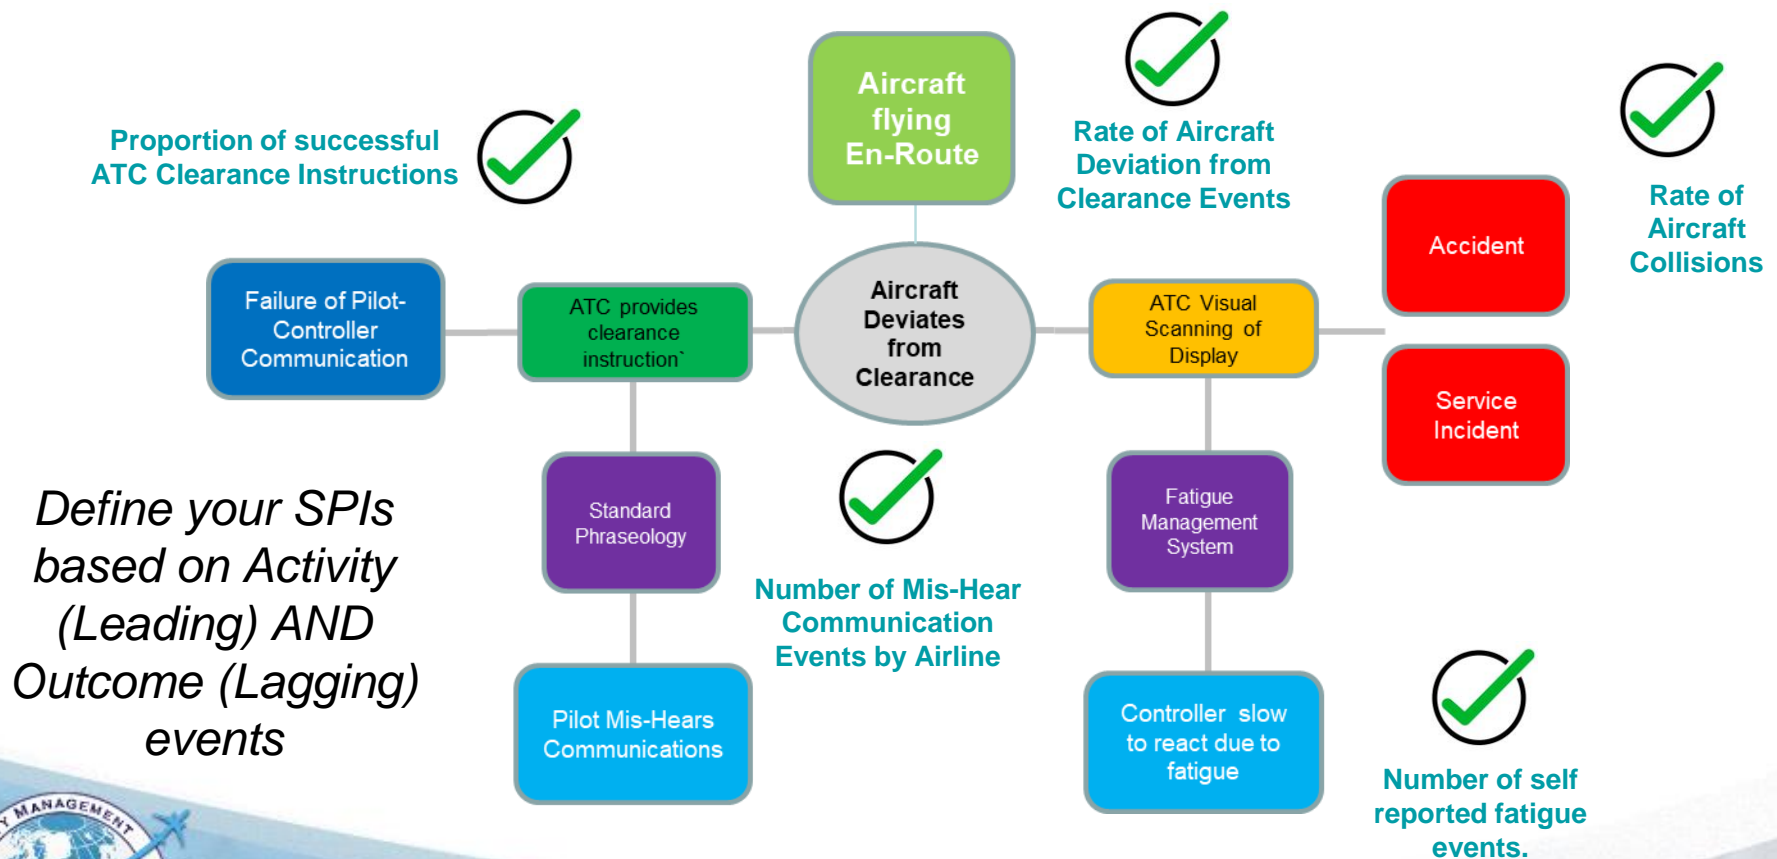 Proportion of successful
ATC Clearance Instructions
Aircraft
flying
En-Route
Rate of Aircraft
Deviation from
Clearance Events
Rate of
Aircraft
Collisions
Failure of Pilot-
Controller
Communication
ATC provides
clearance
instruction`
Aircraft
Deviates
from
Clearance
ATC Visual
Scanning of
Display
Accident
Service
Incident
Define your SPIs
based on Activity
(Leading) AND
Outcome (Lagging)
events
Standard
Phraseology
Number of Mis-Hear
Communication
Events by Airline
Fatigue
Management
System
Pilot Mis-Hears
Communications
Controller slow
to react due to
fatigue
Number of self
reported fatigue
events.
MANAGEMENT